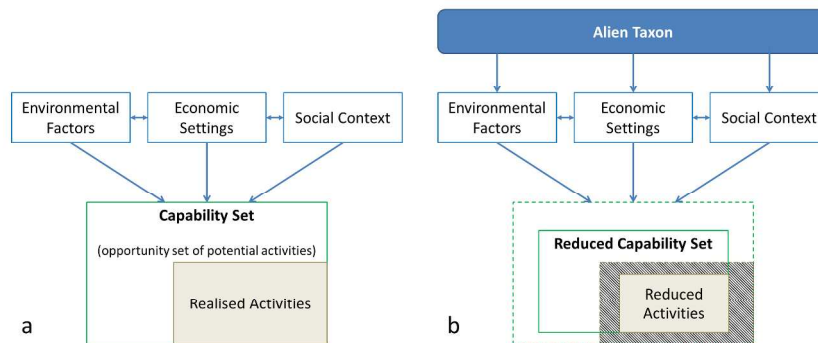 Environmental
Factors
Economic
Settings
Social Context
Capability Set
(opportunity set of potential activities)
Realised Activities
a
Alien Taxon
Environmental
Factors
Economic
Settings
Social Context
Reduced Capability Set
Reduced
Activities
b